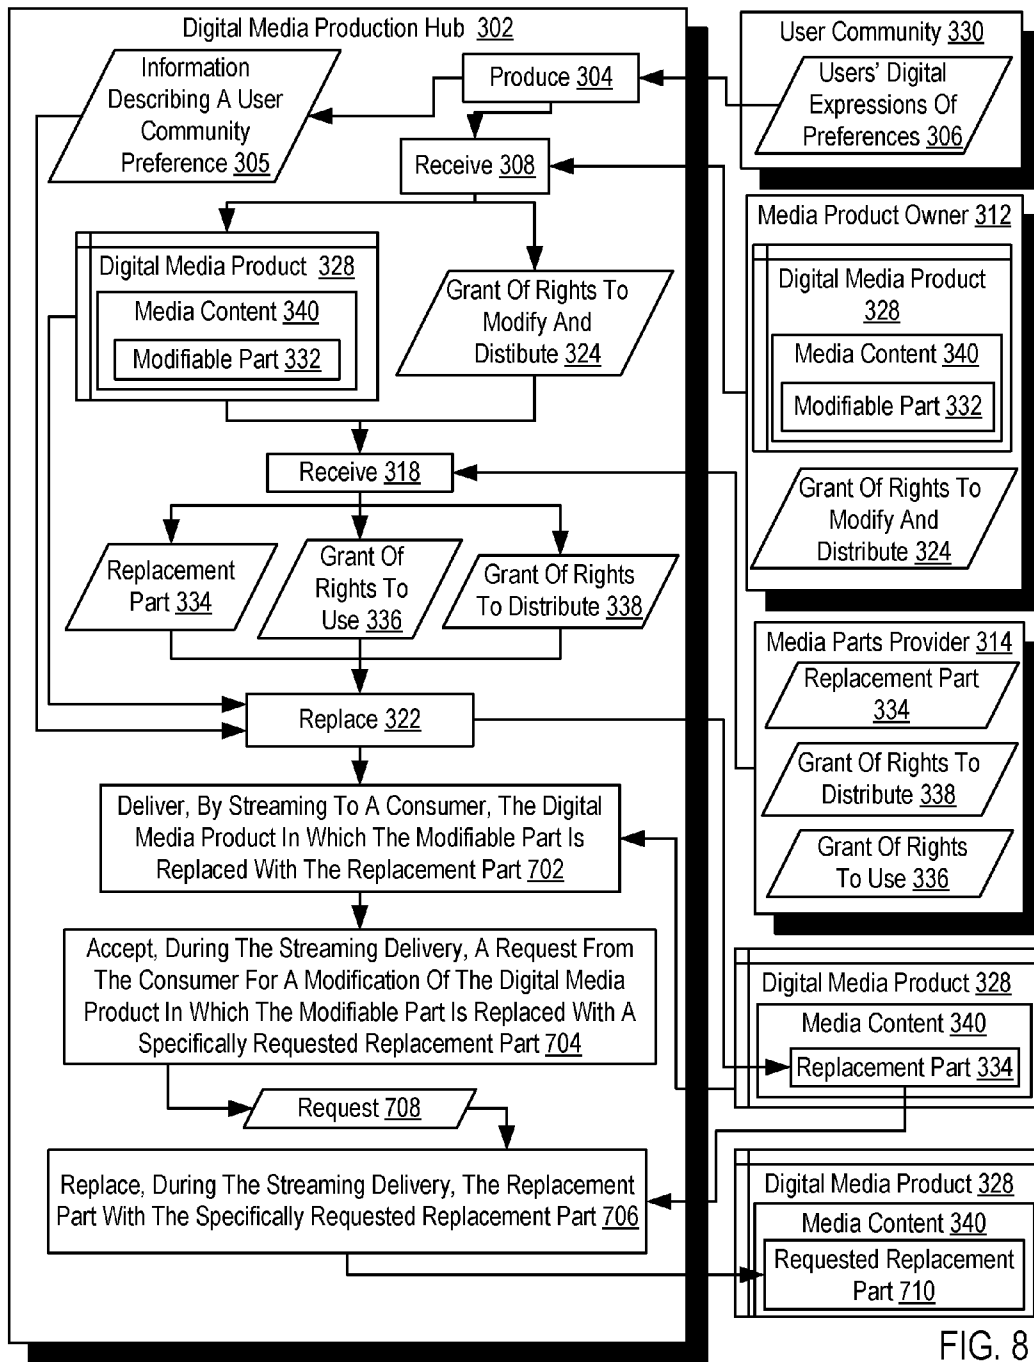 Digital Media Production Hub 302
Information
Describing A User
Community
Preference 305
Produce 304
Receive 308
Digital Media Product 328
Media Content 340
Modifiable Part 332
Grant Of Rights To
Modify And
Distibute 324
Receive 318
Replacement
Part 334
Grant Of
Rights To
Use 336
Grant Of Rights
To Distribute 338
Replace 322
Deliver, By Streaming To A Consumer, The Digital
Media Product In Which The Modifiable Part Is
Replaced With The Replacement Part 702
Accept, During The Streaming Delivery, A Request From
The Consumer For A Modification Of The Digital Media
Product In Which The Modifiable Part Is Replaced With A
Specifically Requested Replacement Part 704
Request 708
Replace, During The Streaming Delivery, The Replacement
Part With The Specifically Requested Replacement Part 706
User Community 330
Users' Digital
Expressions Of
Preferences 306
Media Product Owner 312
Digital Media Product
328
Media Content 340
Modifiable Part 332
Grant Of Rights To
Modify And
Distribute 324
Media Parts Provider 314
Replacement Part
334
Grant Of Rights To
Distribute 338
Grant Of Rights
To Use 336
Digital Media Product 328
Media Content 340
Replacement Part 334
Digital Media Product 328
Media Content 340
Requested Replacement
Part 710
FIG. 8